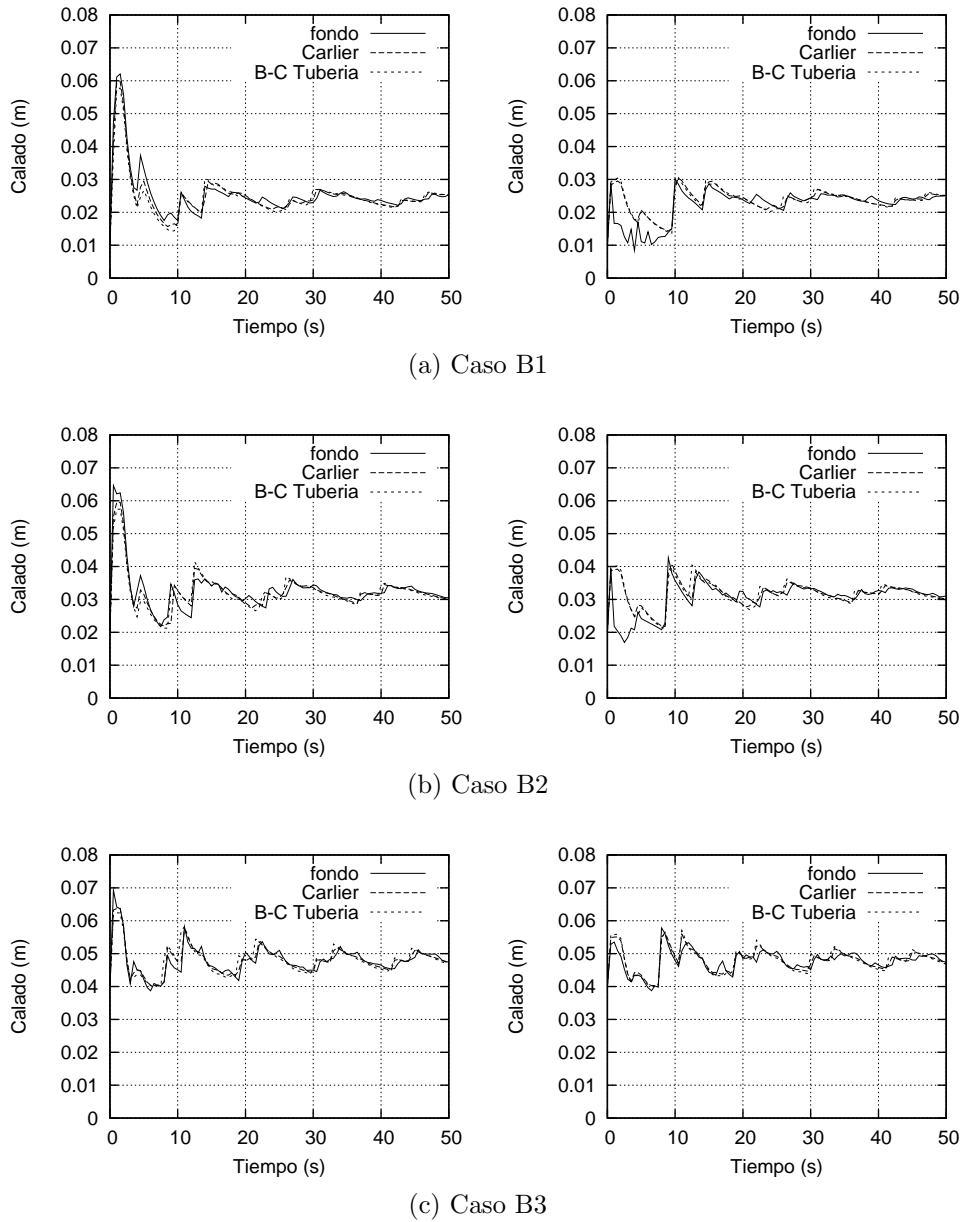 0.08
0.07
0.06
0.05
0.04
0.03
0.02
0.01
0
Calado (m)
fondo
Carlier
B-C Tuberia
0 10 20 30 40 50
Tiempo (s)
0.08
0.07
0.06
0.05
0.04
0.03
0.02
0.01
0
Calado (m)
fondo
Carlier
B-C Tuberia
0 10 20 30 40 50
Tiempo (s)
(a) Caso B1
0.08
0.07
0.06
0.05
0.04
0.03
0.02
0.01
0
Calado (m)
fondo
Carlier
B-C Tuberia
0 10 20 30 40 50
Tiempo (s)
0.08
0.07
0.06
0.05
0.04
0.03
0.02
0.01
0
Calado (m)
fondo
Carlier
B-C Tuberia
0 10 20 30 40 50
Tiempo (s)
(b) Caso B2
0.08
0.07
0.06
0.05
0.04
0.03
0.02
0.01
0
Calado (m)
fondo
Carlier
B-C Tuberia
0 10 20 30 40 50
Tiempo (s)
0.08
0.07
0.06
0.05
0.04
0.03
0.02
0.01
0
Calado (m)
fondo
Carlier
B-C Tuberia
0 10 20 30 40 50
Tiempo (s)
(c) Caso B3